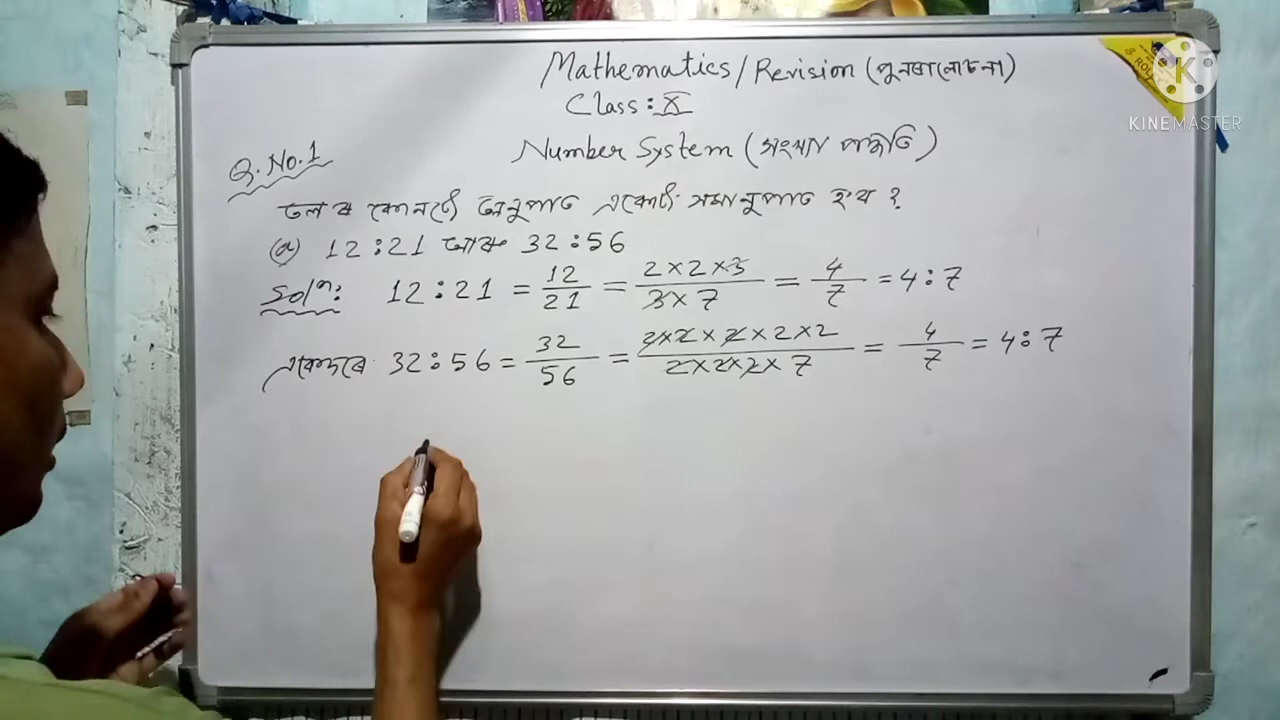 Mathematics/Revision (পুনৰালোচনা)
Class: X
Number System (সংখ্যা পদ্ধতি)
Q.No.1
তলৰ কোনটো অনুপাত একোটা সমানুপাত হ'ব ?
(a) 12:21 আৰু 32:56
Solⁿ: 12:21 = 12/21 = 2×2×3/3×7 = 4/7 = 4:7
একেদৰে 32:56 = 32/56 = 2×2×2×2×2/2×2×2×7 = 4/7 = 4:7
KINEMASTER